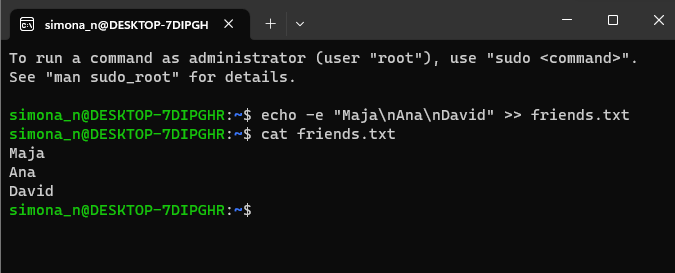 simona_n@DESKTOP-7DIPGH
To run a command as administrator (user "root"), use "sudo <command>".
See "man sudo_root" for details.
simona_n@DESKTOP-7DIPGHR:~$ echo -e "Maja\nAna\nDavid" >> friends.txt
simona_n@DESKTOP-7DIPGHR:~$ cat friends.txt
Maja
Ana
David
simona_n@DESKTOP-7DIPGHR:~$